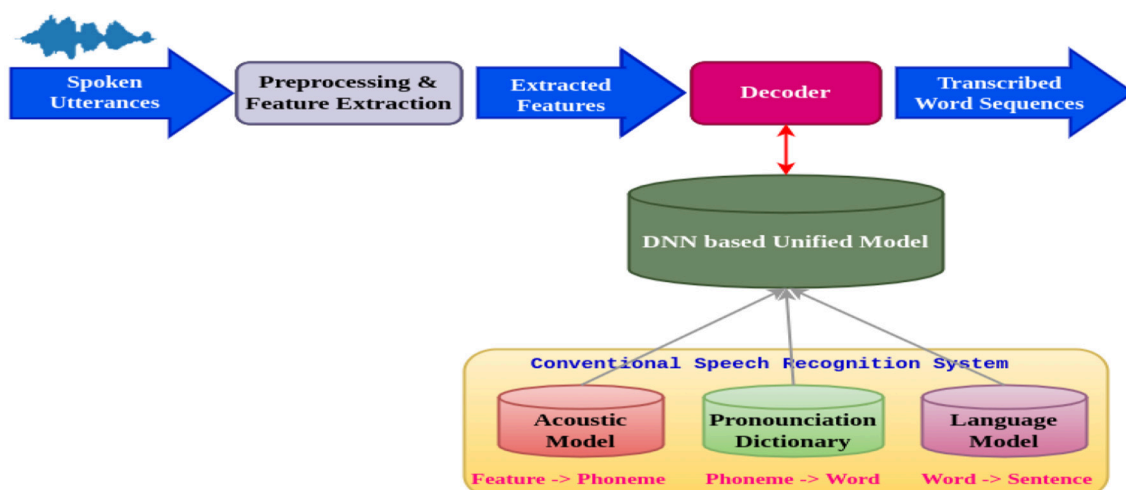 Spoken
Utterances
Preprocessing &
Feature Extraction
Extracted
Features
Decoder
Transcribed
Word Sequences
DNN based Unified Model
Conventional Speech Recognition System
Acoustic
Model
Pronounciation
Dictionary
Language
Model
Feature -> Phoneme
Phoneme -> Word
Word -> Sentence